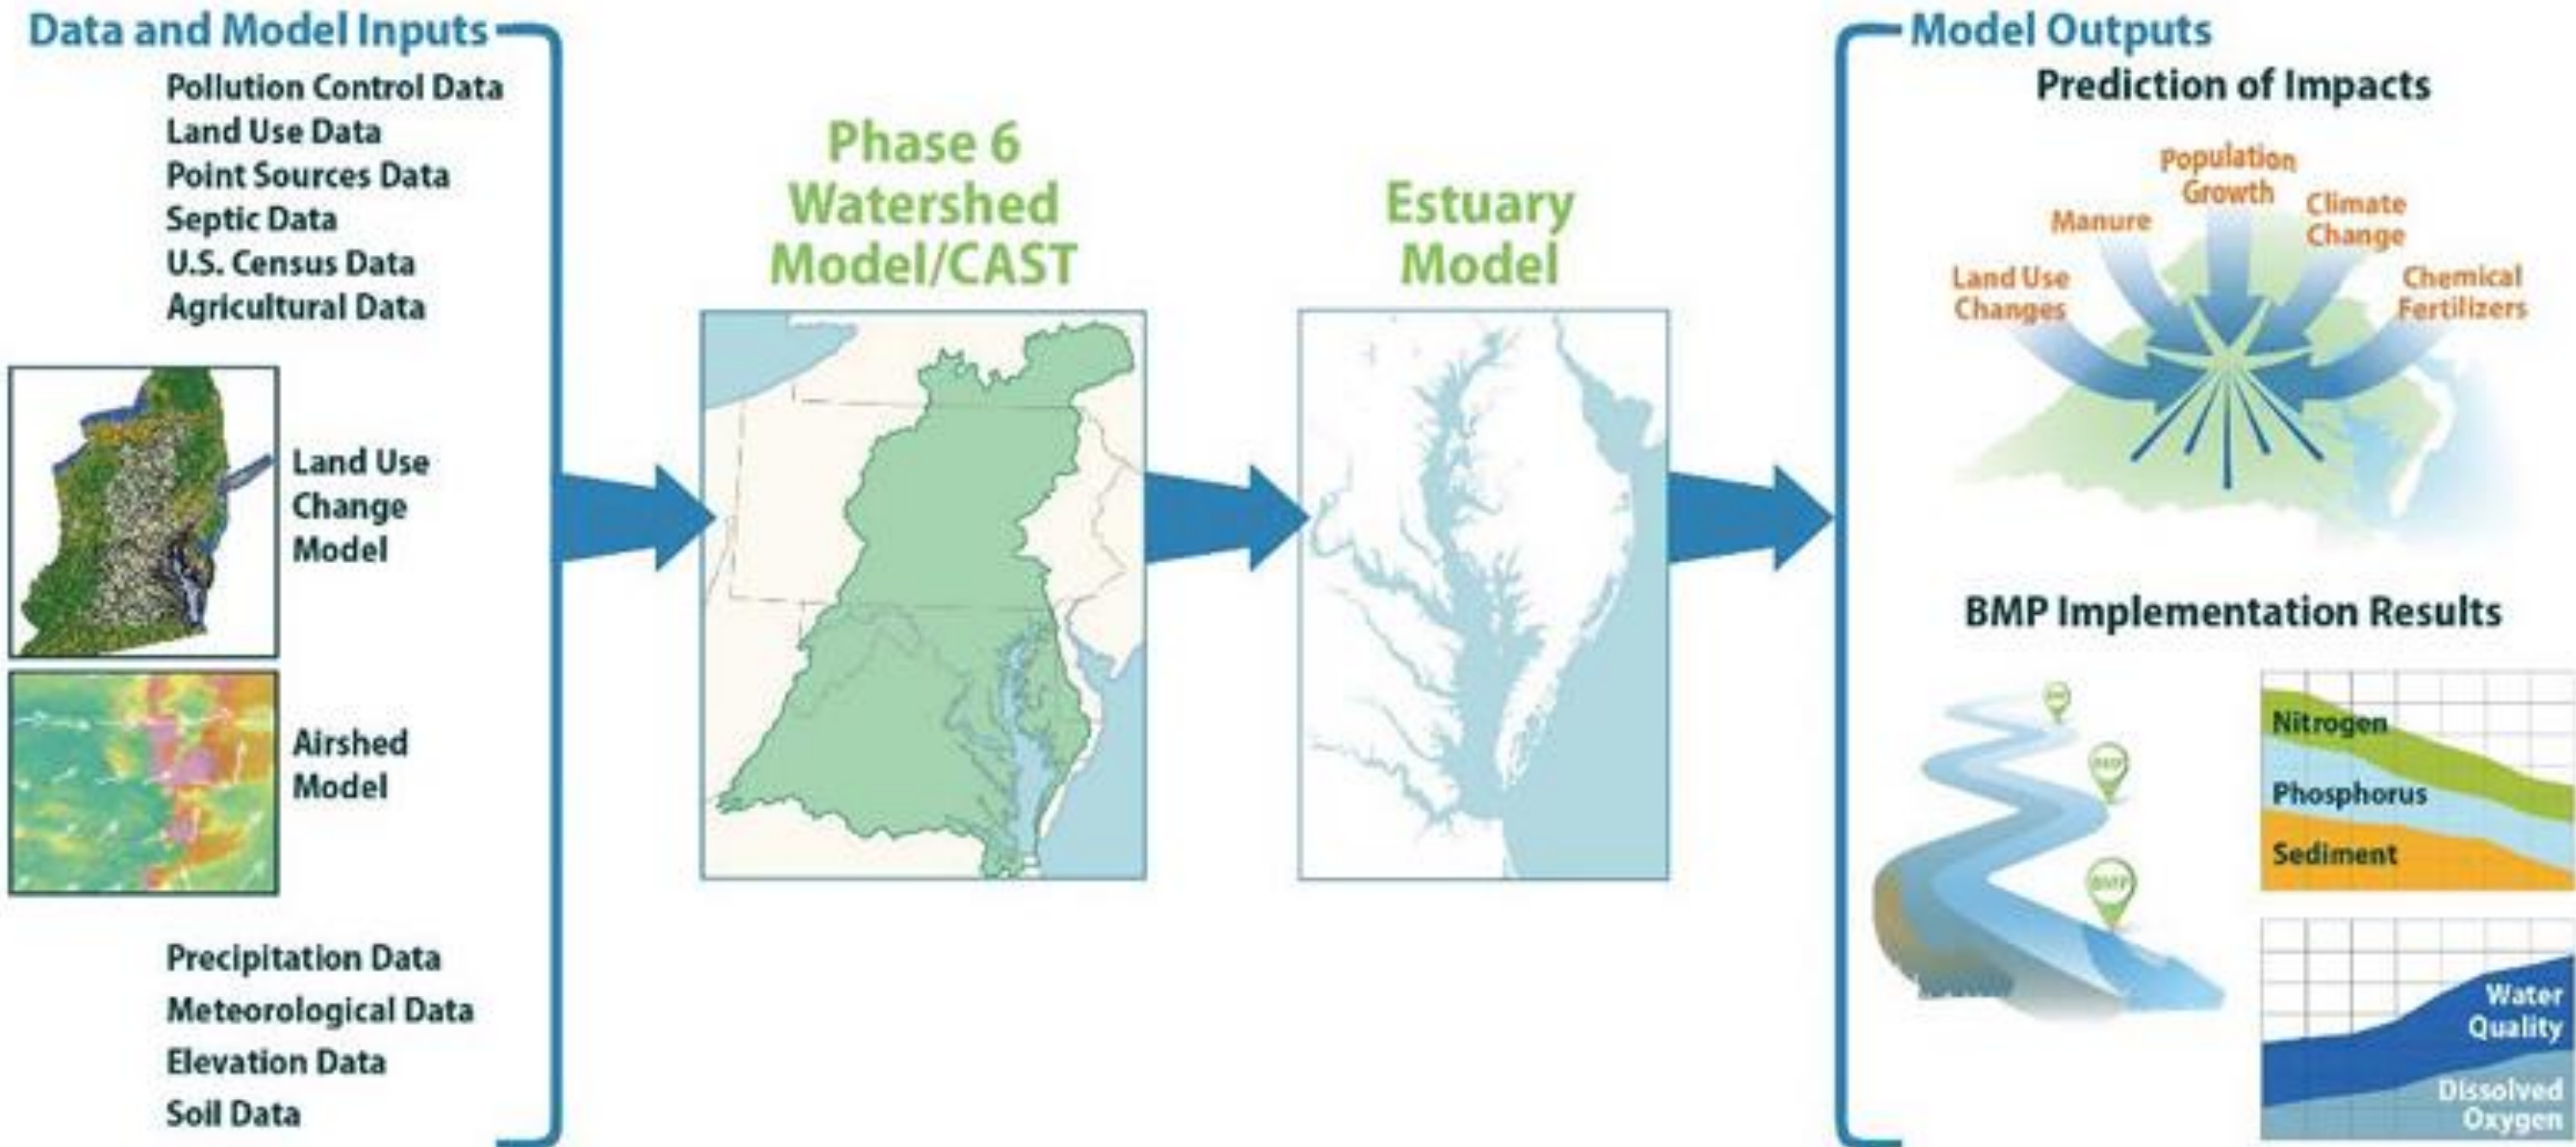 Data and Model Inputs
Pollution Control Data
Land Use Data
Point Sources Data
Septic Data
U.S. Census Data
Agricultural Data
Land Use
Change
Model
Airshed
Model
Precipitation Data
Meteorological Data
Elevation Data
Soil Data
Phase 6
Watershed
Model/CAST
Estuary
Model
Model Outputs
Prediction of Impacts
Population
Growth
Manure
Climate
Change
Land Use
Changes
Chemical
Fertilizers
BMP Implementation Results
BMP
BMP
Nitrogen
Phosphorus
Sediment
Water
Quality
Dissolved
Oxygen